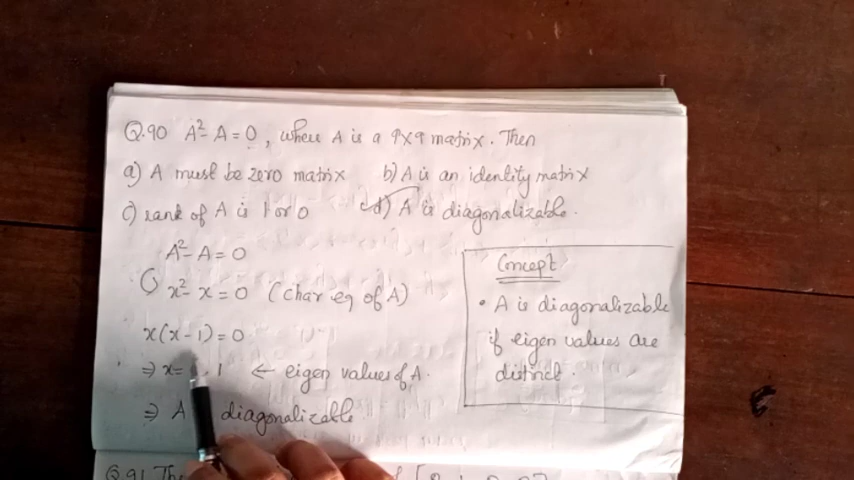 Q.90 A² - A = 0, where A is a 9×9 matrix. Then
a) A must be zero matrix b) A is an identity matrix
c) rank of A is 1 or 0 d) A is diagonalizable.
A² - A = 0
x² - x = 0 (char eq of A)
x(x - 1) = 0
⇒ x = 1 ← eigen values of A.
⇒ A diagonalizable
Concept
• A is diagonalizable
if eigen values are
distinct.
Q.91